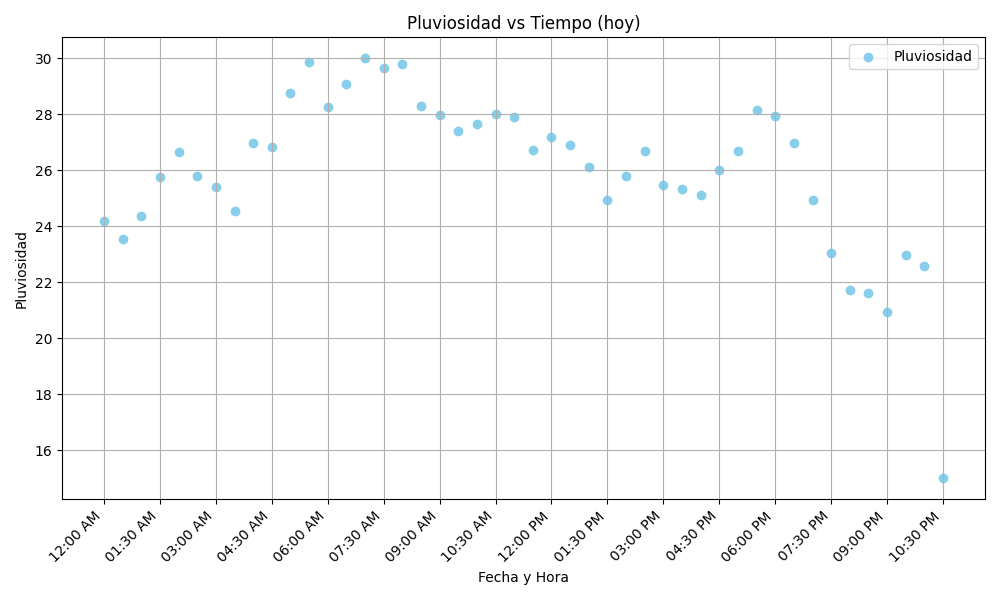 Pluviosidad vs Tiempo (hoy)
Pluviosidad
30
28
26
24
22
20
18
16
Pluviosidad
12:00 AM
01:30 AM
03:00 AM
04:30 AM
06:00 AM
07:30 AM
09:00 AM
10:30 AM
12:00 PM
01:30 PM
03:00 PM
04:30 PM
06:00 PM
07:30 PM
09:00 PM
10:30 PM
Fecha y Hora